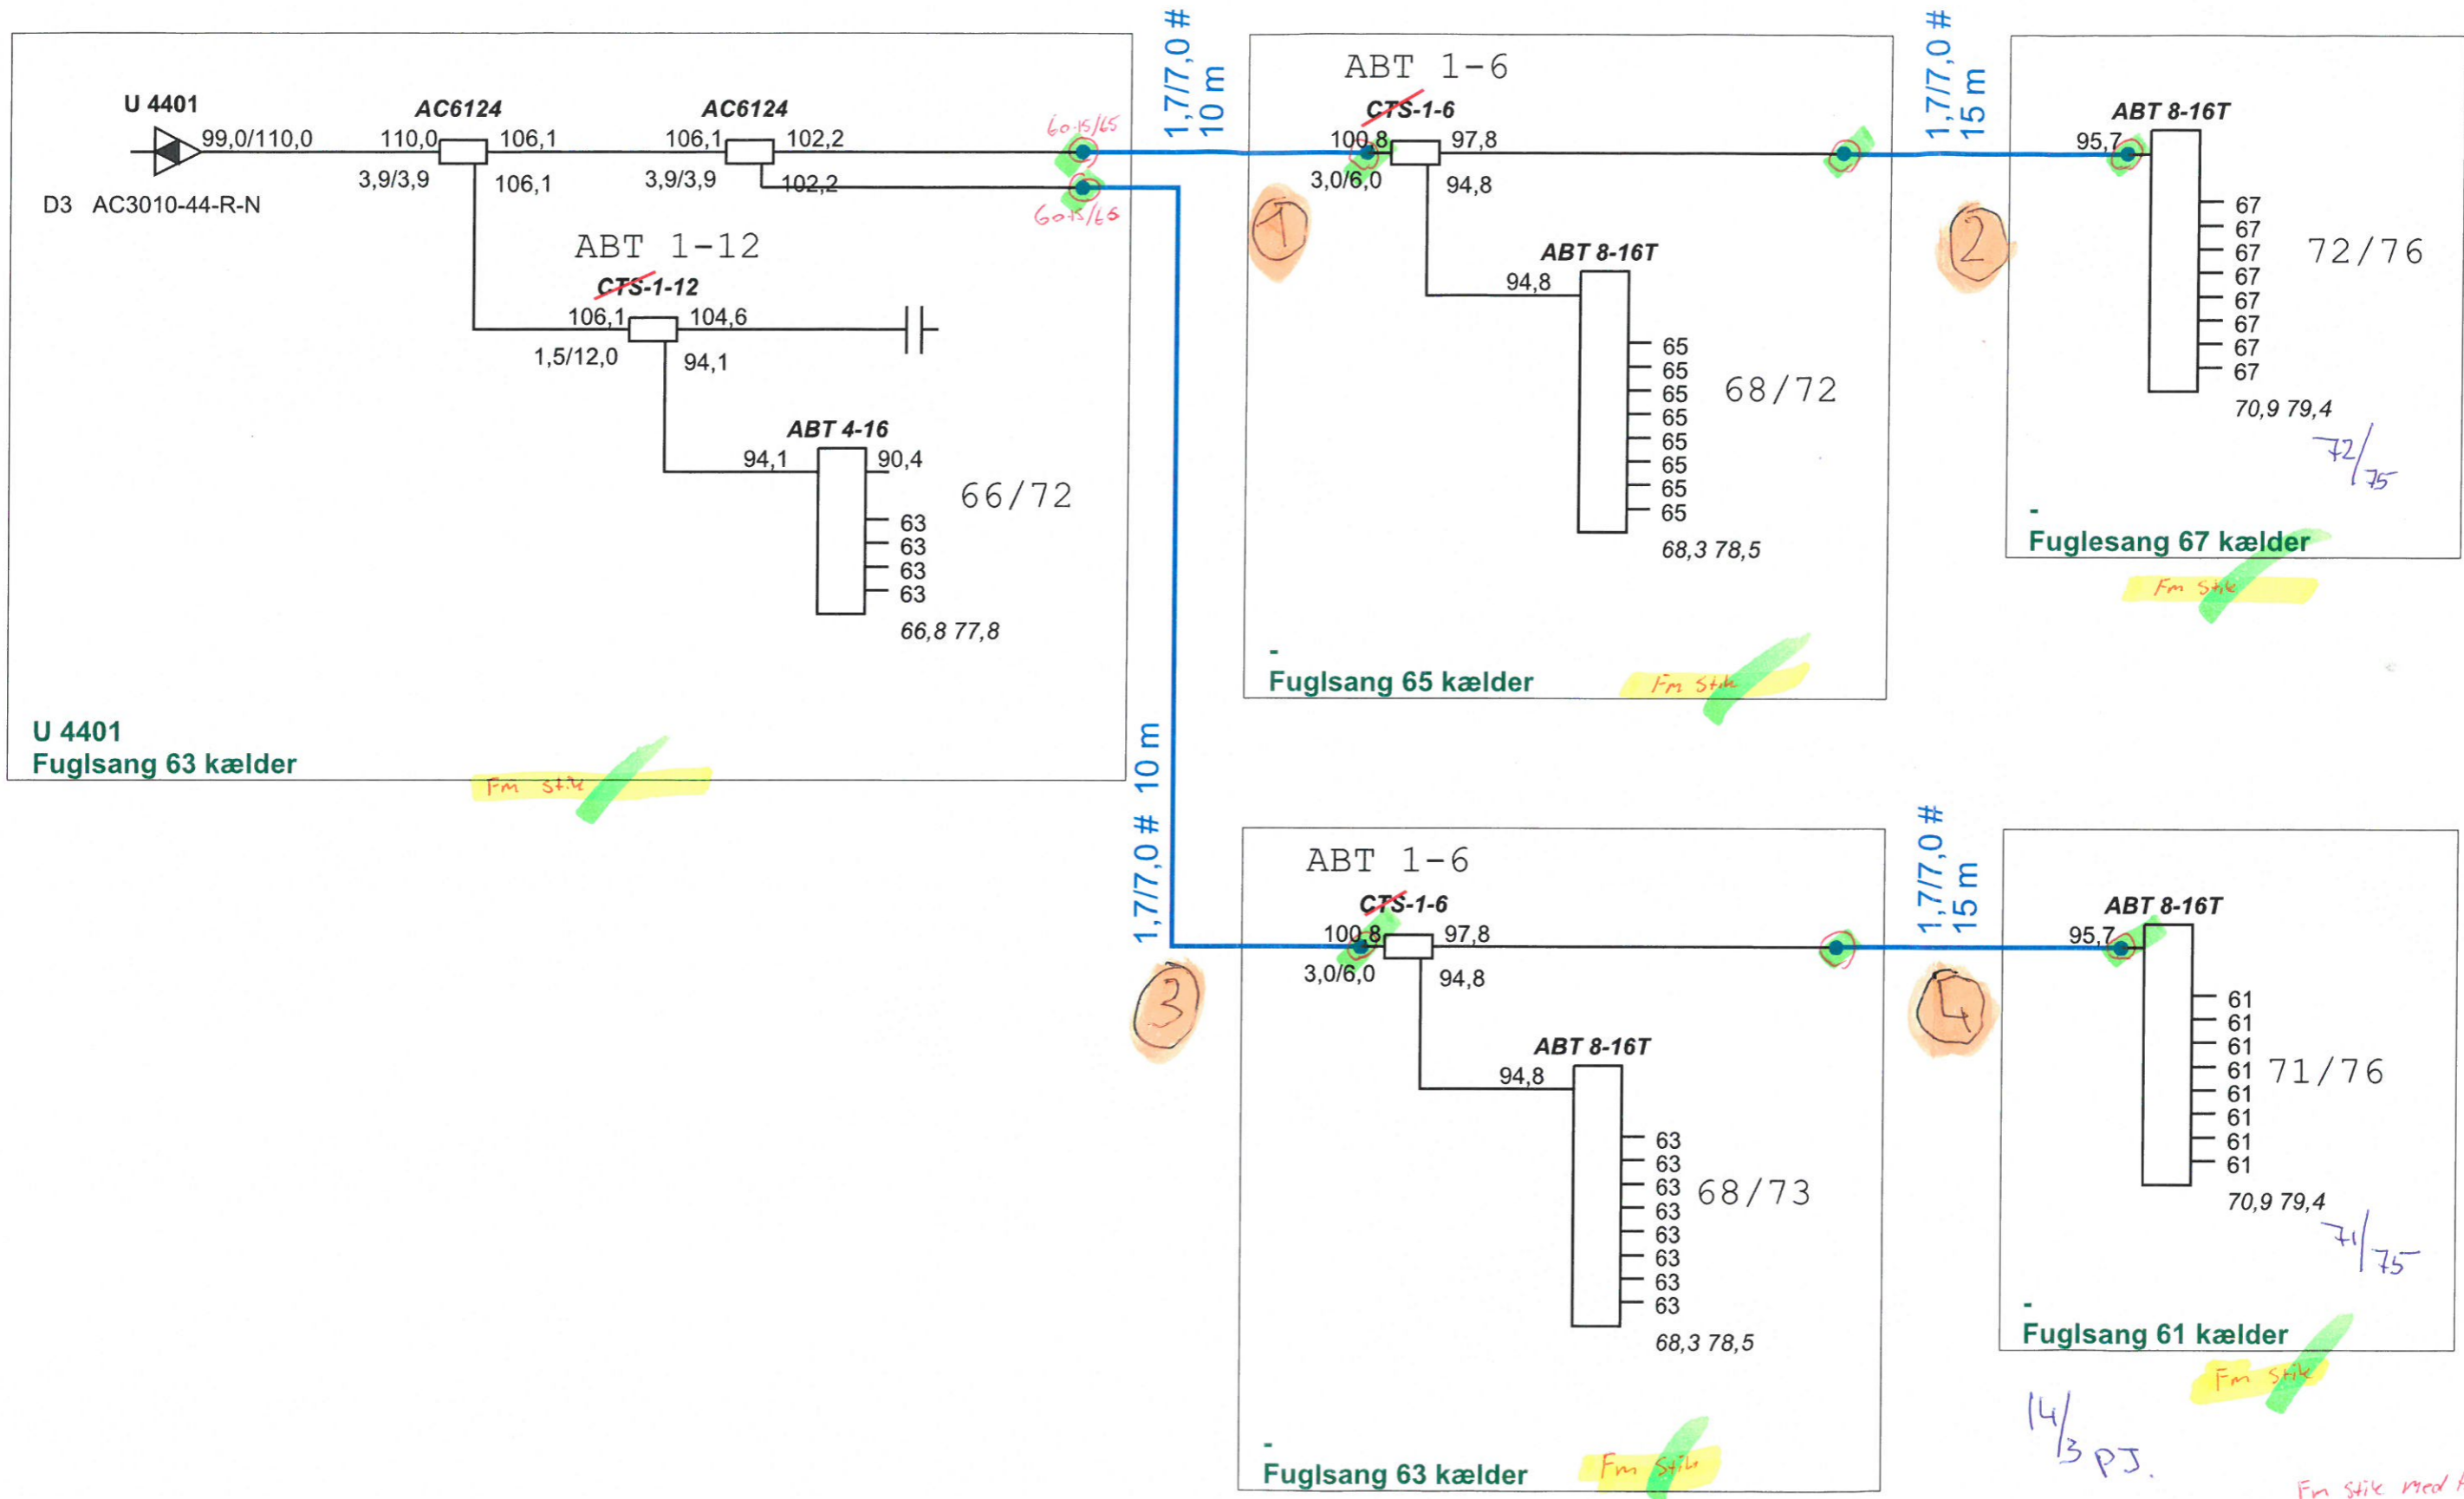 U 4401
99,0/110,0
D3 AC3010-44-R-N
AC6124
110,0
106,1
3,9/3,9
106,1
AC6124
106,1
102,2
3,9/3,9
102,2
60.15/65
60.15/65
ABT 1-12
CTS-1-12
106,1
104,6
1,5/12,0
94,1
ABT 4-16
94,1
90,4
66/72
63
63
63
63
66,8 77,8
U 4401
Fuglsang 63 kælder
Fm stik
1,7/7,0 #
10 m
ABT 1-6
CTS-1-6
100,8
97,8
3,0/6,0
94,8
1
ABT 8-16T
94,8
65
65
65
65
65
65
65
65
68/72
68,3 78,5
-
Fuglsang 65 kælder
Fm stik
1,7/7,0 #
15 m
2
ABT 8-16T
95,7
67
67
67
67
67
67
67
67
72/76
70,9 79,4
72/75
-
Fuglesang 67 kælder
Fm stik
1,7/7,0 # 10 m
3
ABT 1-6
CTS-1-6
100,8
97,8
3,0/6,0
94,8
ABT 8-16T
94,8
63
63
63
63
63
63
63
63
68/73
68,3 78,5
-
Fuglsang 63 kælder
Fm stik
1,7/7,0 #
15 m
4
ABT 8-16T
95,7
61
61
61
61
61
61
61
61
71/76
70,9 79,4
71/75
-
Fuglsang 61 kælder
Fm stik
14/3 PJ.
Fm stik med